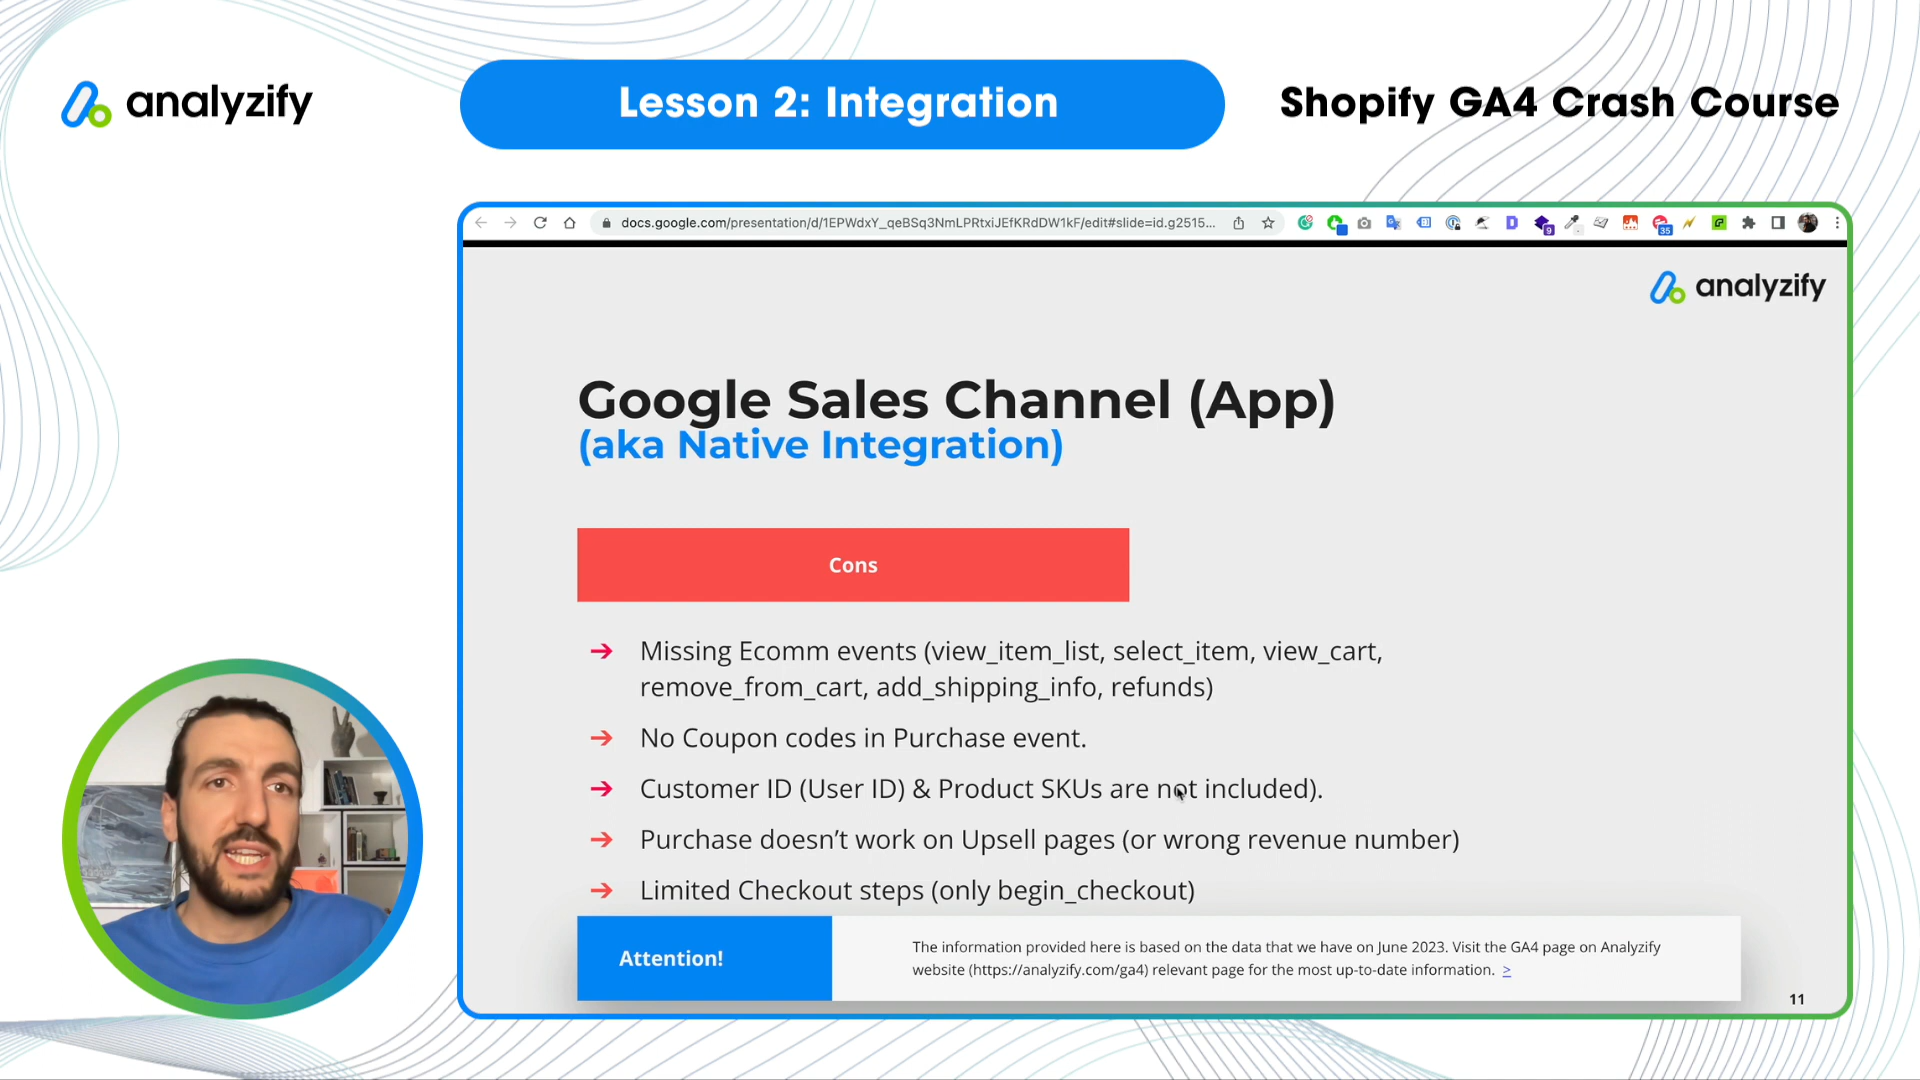 analyzify
Lesson 2: Integration
Shopify GA4 Crash Course
docs.google.com/presentation/d/1EPWdxY_qeBSq3NmLPRtxiJEfKRdDW1kF/edit#slide=id.g2515...
9
35
analyzify
Google Sales Channel (App)
(aka Native Integration)
Cons
➔ Missing Ecomm events (view_item_list, select_item, view_cart,
remove_from_cart, add_shipping_info, refunds)
➔ No Coupon codes in Purchase event.
➔ Customer ID (User ID) & Product SKUs are not included).
➔ Purchase doesn’t work on Upsell pages (or wrong revenue number)
➔ Limited Checkout steps (only begin_checkout)
Attention!
The information provided here is based on the data that we have on June 2023. Visit the GA4 page on Analyzify
website (https://analyzify.com/ga4) relevant page for the most up-to-date information. >
11